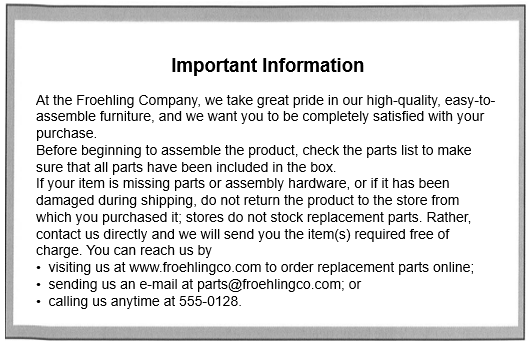 Important Information
At the Froehling Company, we take great pride in our high-quality, easy-to-
assemble furniture, and we want you to be completely satisfied with your
purchase.
Before beginning to assemble the product, check the parts list to make
sure that all parts have been included in the box.
If your item is missing parts or assembly hardware, or if it has been
damaged during shipping, do not return the product to the store from
which you purchased it; stores do not stock replacement parts. Rather,
contact us directly and we will send you the item(s) required free of
charge. You can reach us by
• visiting us at www.froehlingco.com to order replacement parts online;
• sending us an e-mail at parts@froehlingco.com; or
• calling us anytime at 555-0128.